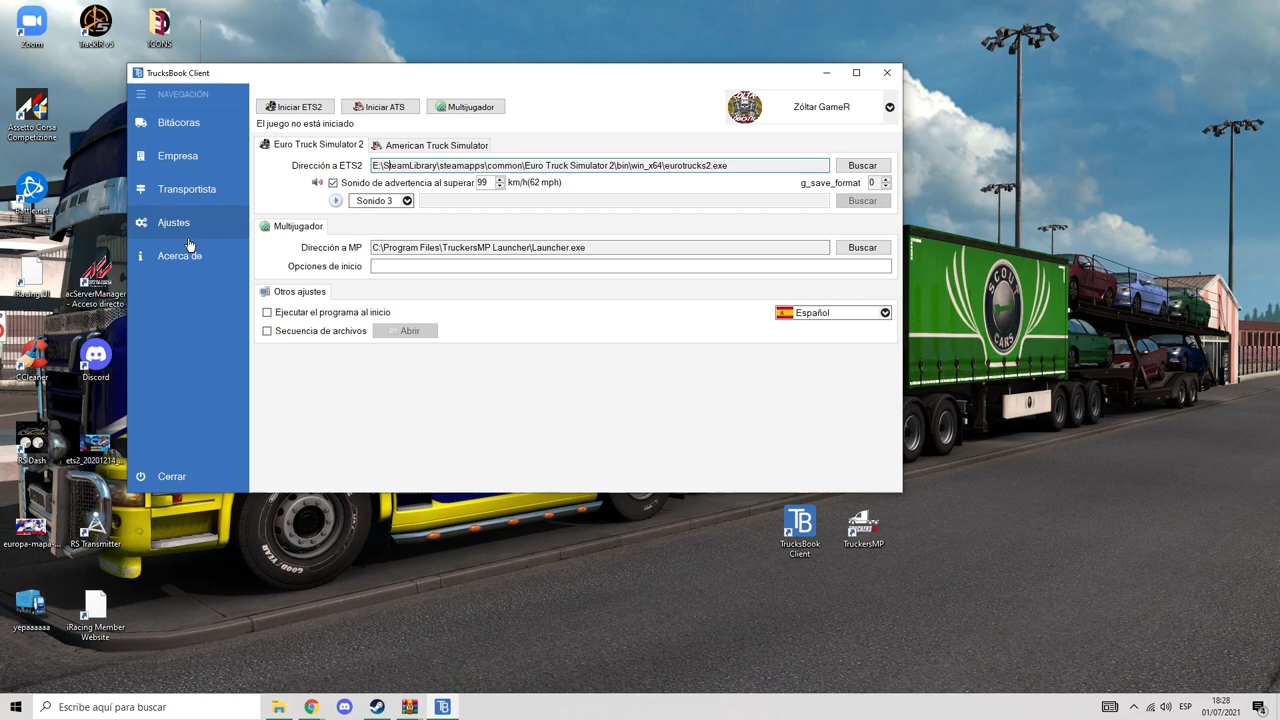 Zoom
TrackIR v5
ICONS
Assetto Corsa
Competizione
Battle.net
iRacing UI
acServerManager
- Acceso directo
CCleaner
Discord
RS Dash
ets2_20201214_...
europa-mapa-...
RS Transmitter
yepaaaaaa
iRacing Member
Website
TrucksBook Client
NAVEGACIÓN
Bitácoras
Empresa
Transportista
Ajustes
Acerca de
Cerrar
Iniciar ETS2
Iniciar ATS
Multijugador
Zóltar GameR
El juego no está iniciado
Euro Truck Simulator 2
American Truck Simulator
Dirección a ETS2
E:\SteamLibrary\steamapps\common\Euro Truck Simulator 2\bin\win_x64\eurotrucks2.exe
Buscar
Sonido de advertencia al superar
99
km/h(62 mph)
g_save_format
0
Sonido 3
Buscar
Multijugador
Dirección a MP
C:\Program Files\TruckersMP Launcher\Launcher.exe
Buscar
Opciones de inicio
Otros ajustes
Ejecutar el programa al inicio
Español
Secuencia de archivos
Abrir
SCOUT
CARS
GOOD YEAR
TrucksBook
Client
TruckersMP
Escribe aquí para buscar
ESP
18:28
01/07/2021
4